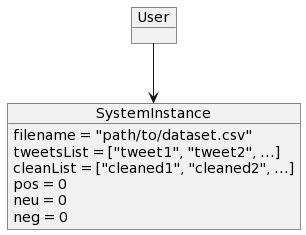 User
SystemInstance
filename = "path/to/dataset.csv"
tweetsList = ["tweet1", "tweet2", ...]
cleanList = ["cleaned1", "cleaned2", ...]
pos = 0
neu = 0
neg = 0